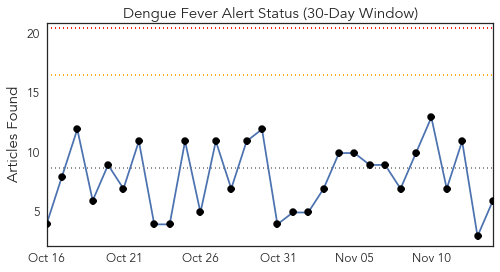 Dengue Fever Alert Status (30-Day Window)
20
15
10
5
Articles Found
Oct 16 Oct 21 Oct 26 Oct 31 Nov 05 Nov 10